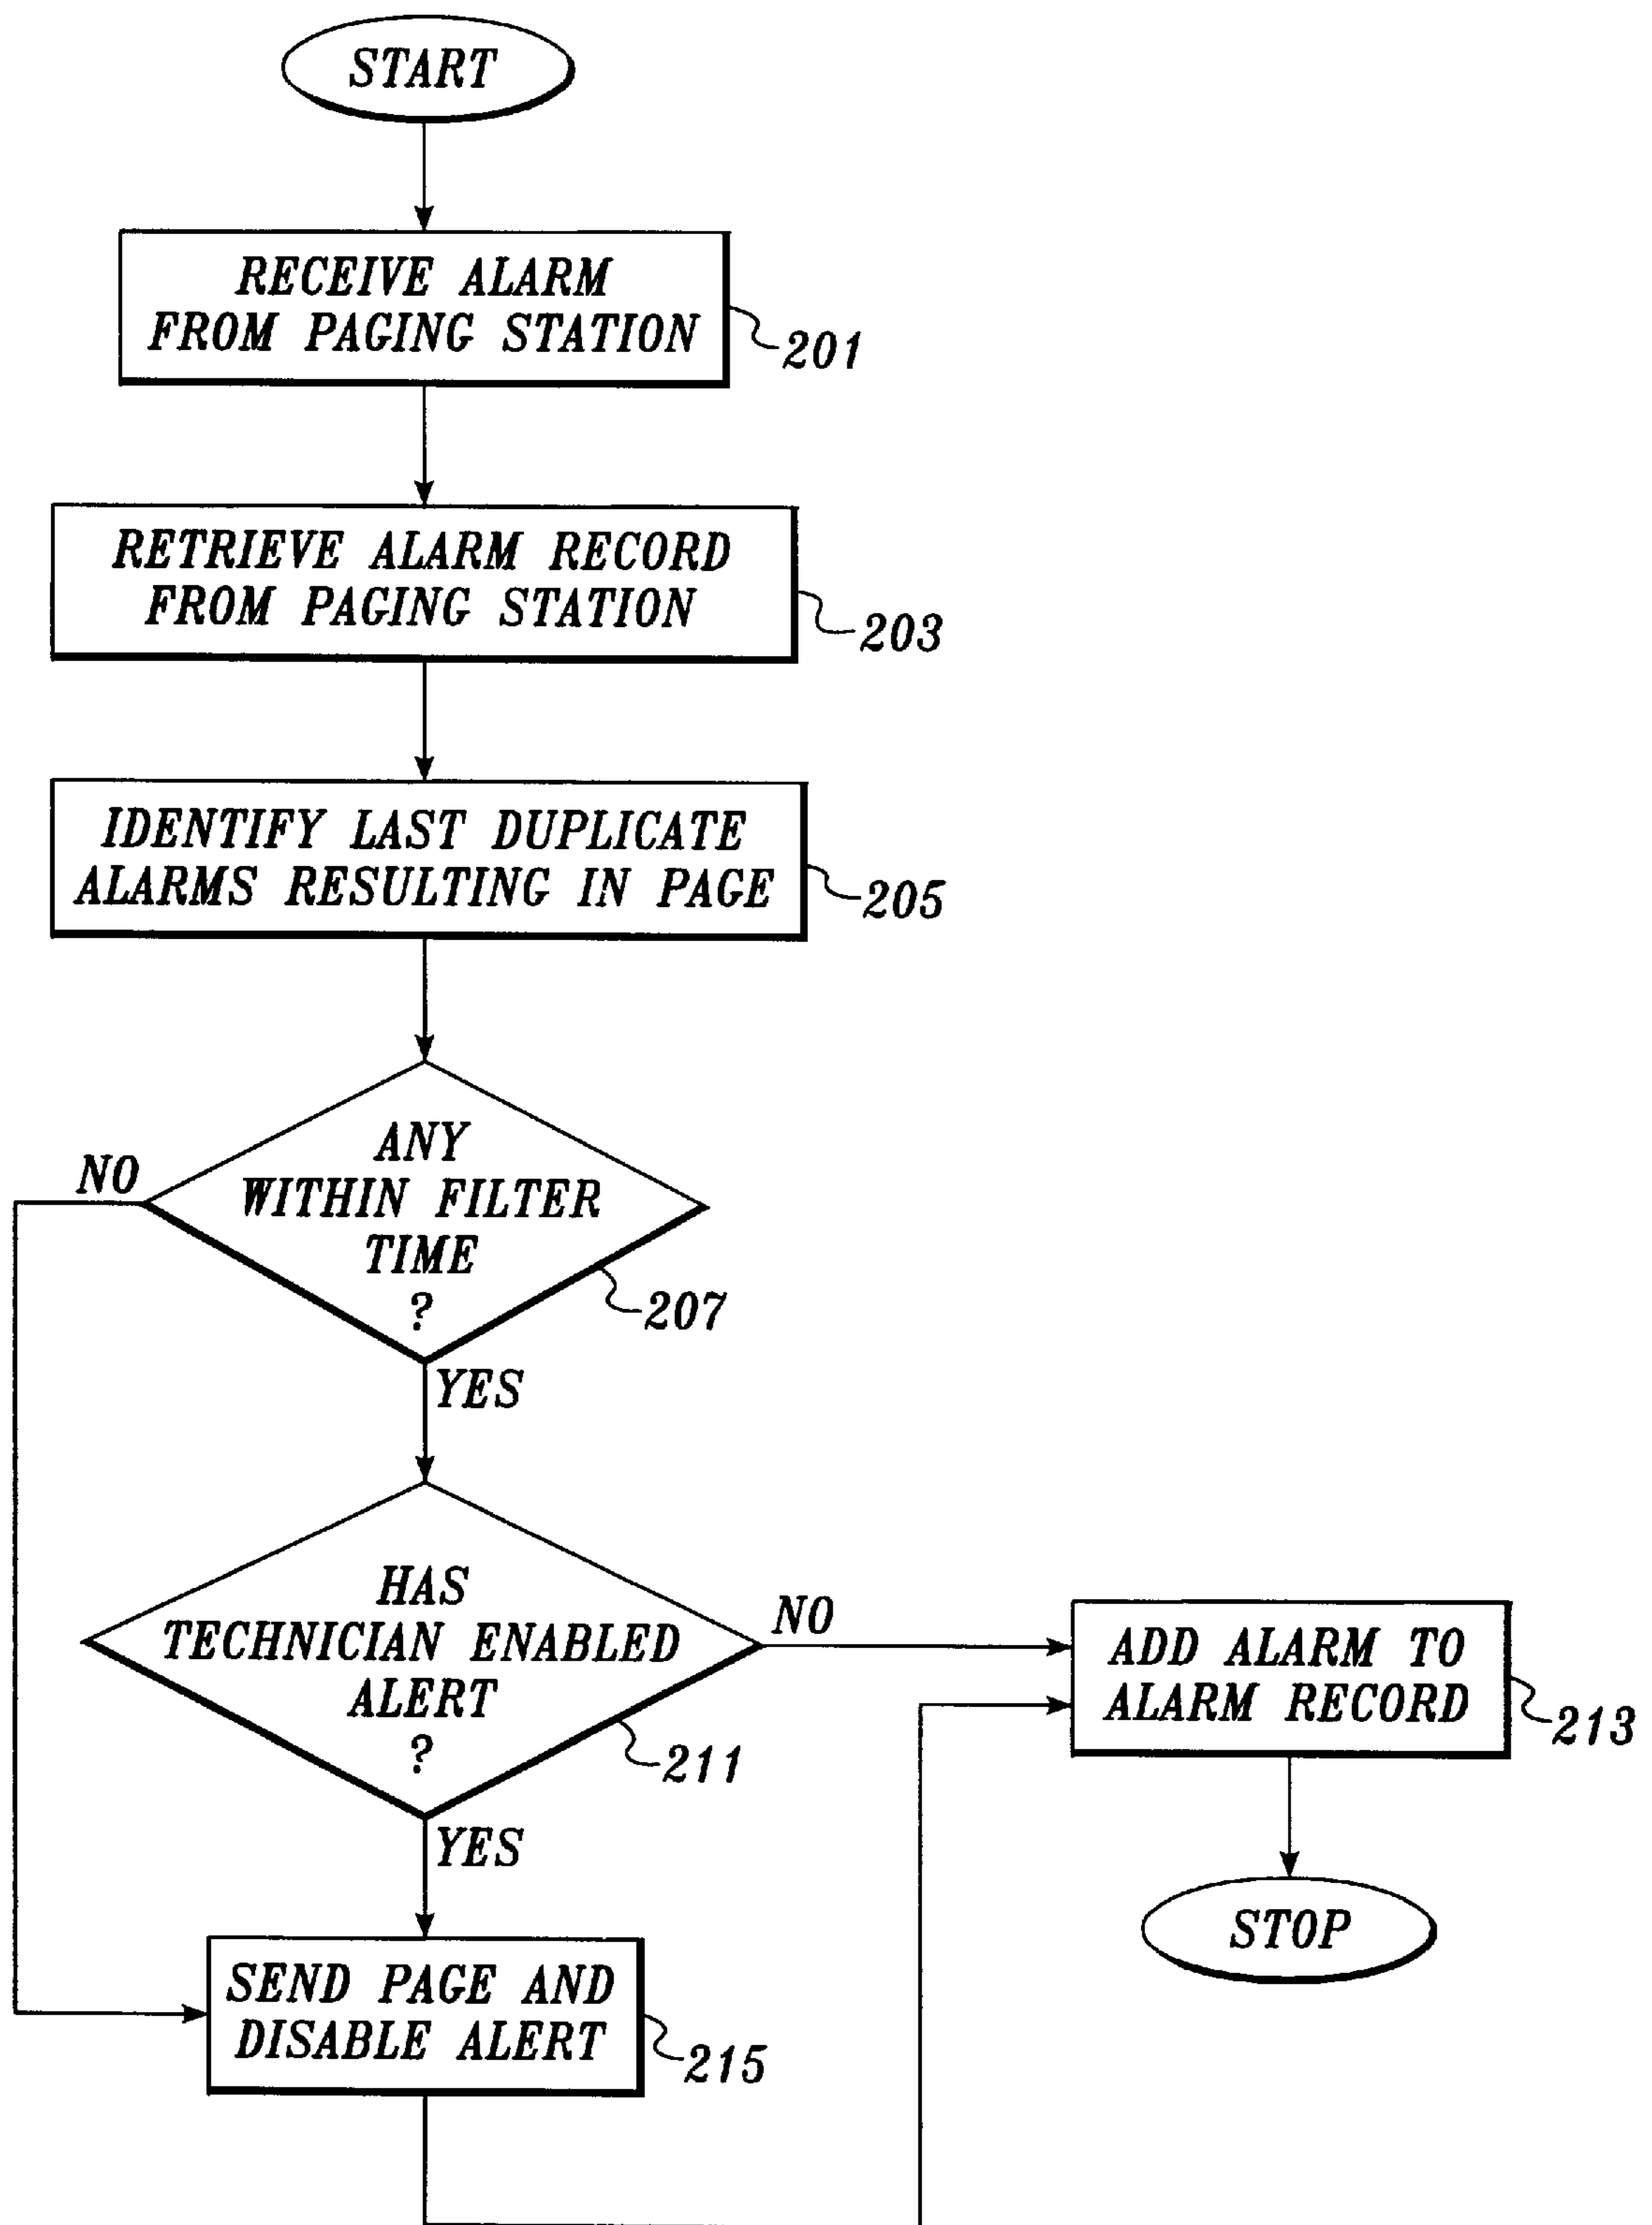 START
RECEIVE ALARM
FROM PAGING STATION
201
RETRIEVE ALARM RECORD
FROM PAGING STATION
203
IDENTIFY LAST DUPLICATE
ALARMS RESULTING IN PAGE
205
ANY
WITHIN FILTER
TIME
?
207
NO
YES
HAS
TECHNICIAN ENABLED
ALERT
?
211
NO
YES
ADD ALARM TO
ALARM RECORD
213
STOP
SEND PAGE AND
DISABLE ALERT
215